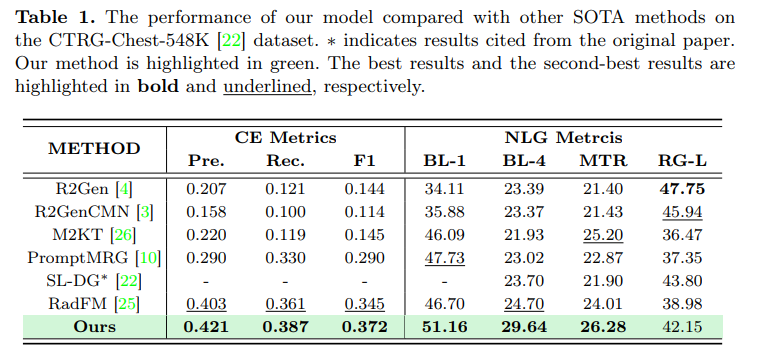 Table 1. The performance of our model compared with other SOTA methods on
the CTRG-Chest-548K [22] dataset. * indicates results cited from the original paper.
Our method is highlighted in green. The best results and the second-best results are
highlighted in bold and underlined, respectively.
METHOD CE Metrics NLG Metrcis
Pre. Rec. F1 BL-1 BL-4 MTR RG-L
R2Gen [4] 0.207 0.121 0.144 34.11 23.39 21.40 47.75
R2GenCMN [3] 0.158 0.100 0.114 35.88 23.37 21.43 45.94
M2KT [26] 0.220 0.119 0.145 46.09 21.93 25.20 36.47
PromptMRG [10] 0.290 0.330 0.290 47.73 23.02 22.87 37.35
SL-DG* [22] - - - - 23.70 21.90 43.80
RadFM [25] 0.403 0.361 0.345 46.70 24.70 24.01 38.98
Ours 0.421 0.387 0.372 51.16 29.64 26.28 42.15